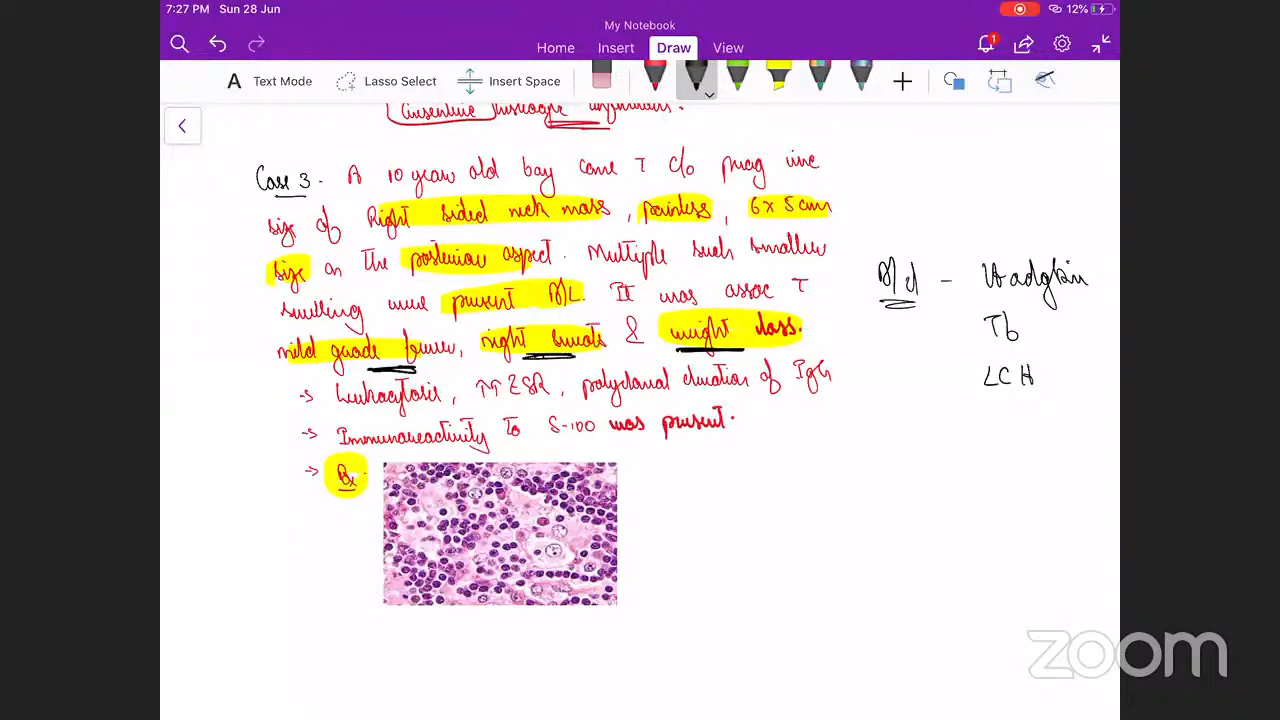 7:27 PM Sun 28 Jun
12%
My Notebook
Home Insert Draw View
1
A Text Mode Lasso Select Insert Space
Case 3. A 10 years old boy came c̄ c/o prog inc
size of Right sided neck mass, painless, 6x5cm
size on the posterior aspect. Multiple such smaller
swelling were present B/L. It was assoc c̄
mild grade fever, night sweats & weight loss.
→ Leukocytosis, ↑↑ESR, polyclonal elevation of IgG
→ Immunoreactivity to S-100 was present.
→ Bx.
D/d - Hodgkin
Tb
LCH
zoom